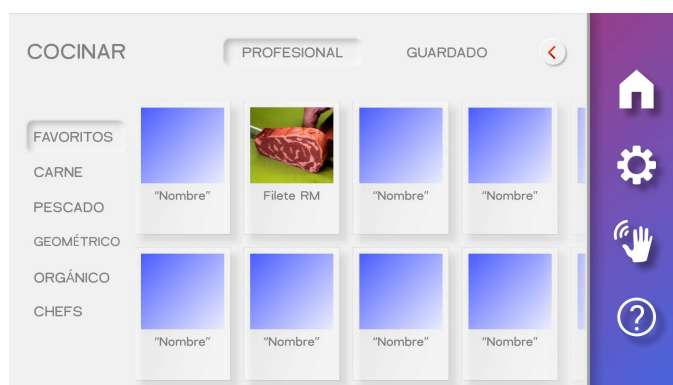 COCINAR
PROFESIONAL
GUARDADO
FAVORITOS
CARNE
PESCADO
GEOMÉTRICO
ORGÁNICO
CHEFS
"Nombre"
Filete RM
"Nombre"
"Nombre"
"Nombre"
"Nombre"
"Nombre"
"Nombre"
?